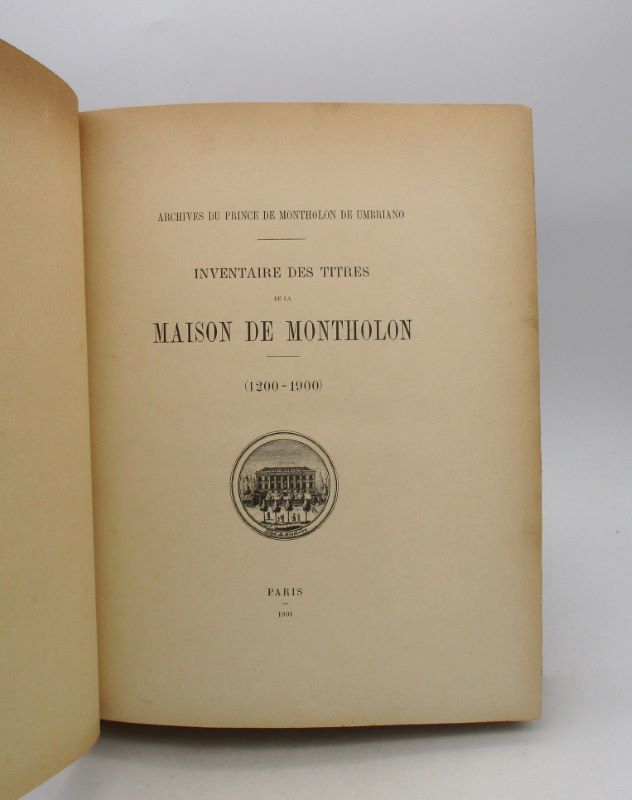 ARCHIVES DU PRINCE DE MONTHOLON DE UMBRIANO
INVENTAIRE DES TITRES
DE LA
MAISON DE MONTHOLON
(1200-1900)
PARIS
1901